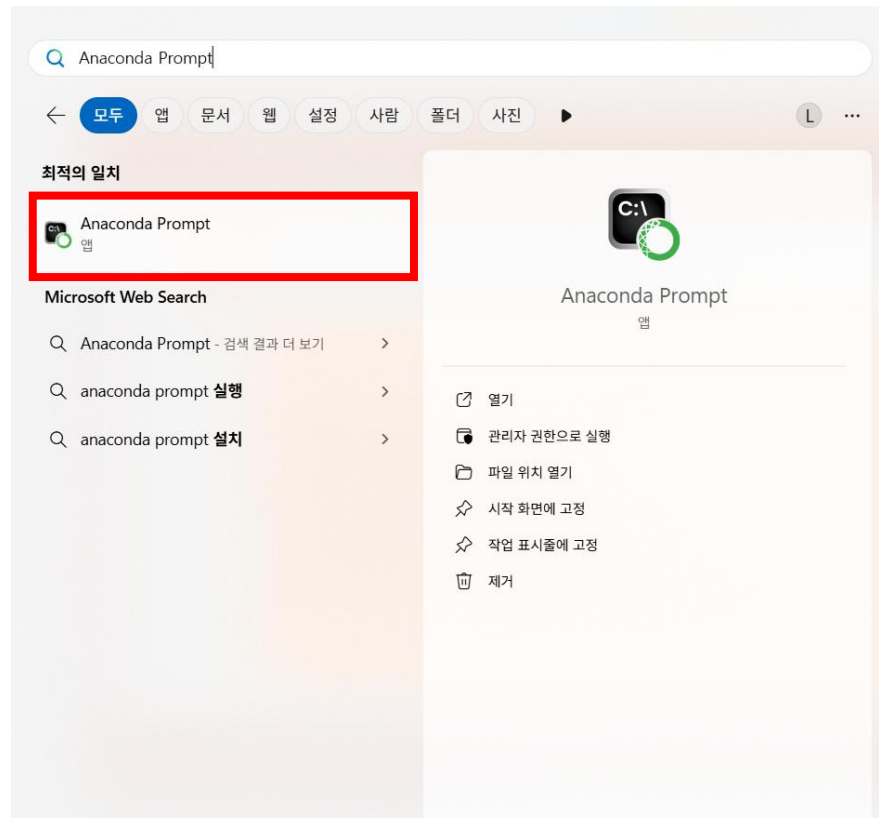 Anaconda Prompt
모두 앱 문서 웹 설정 사람 폴더 사진 L ...
최적의 일치
Anaconda Prompt
앱
Microsoft Web Search
Anaconda Prompt - 검색 결과 더 보기
anaconda prompt 실행
anaconda prompt 설치
C:\
Anaconda Prompt
앱
열기
관리자 권한으로 실행
파일 위치 열기
시작 화면에 고정
작업 표시줄에 고정
제거